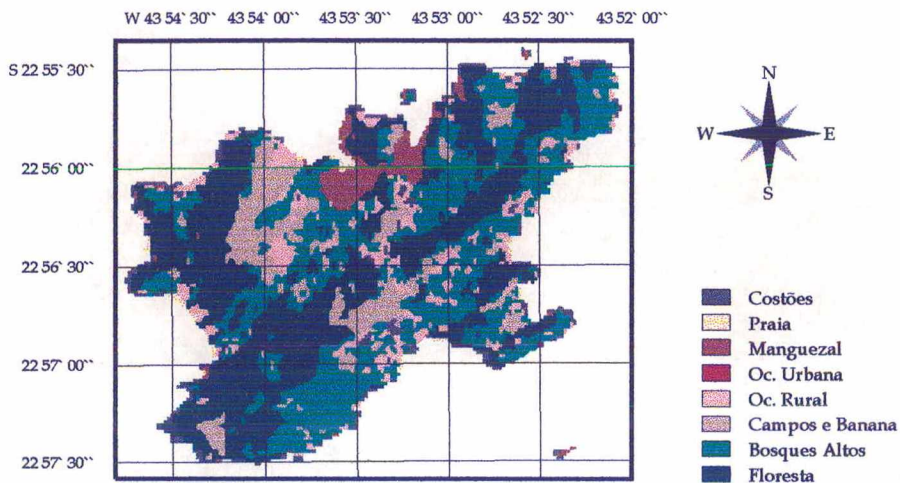 W 43 54´ 30`` 43 54´ 00`` 43 53´ 30`` 43 53´ 00`` 43 52´ 30`` 43 52´ 00``
S 22 55´ 30``
22 56´ 00``
22 56´ 30``
22 57´ 00``
22 57´ 30``
N
W E
S
Costões
Praia
Manguezal
Oc. Urbana
Oc. Rural
Campos e Banana
Bosques Altos
Floresta